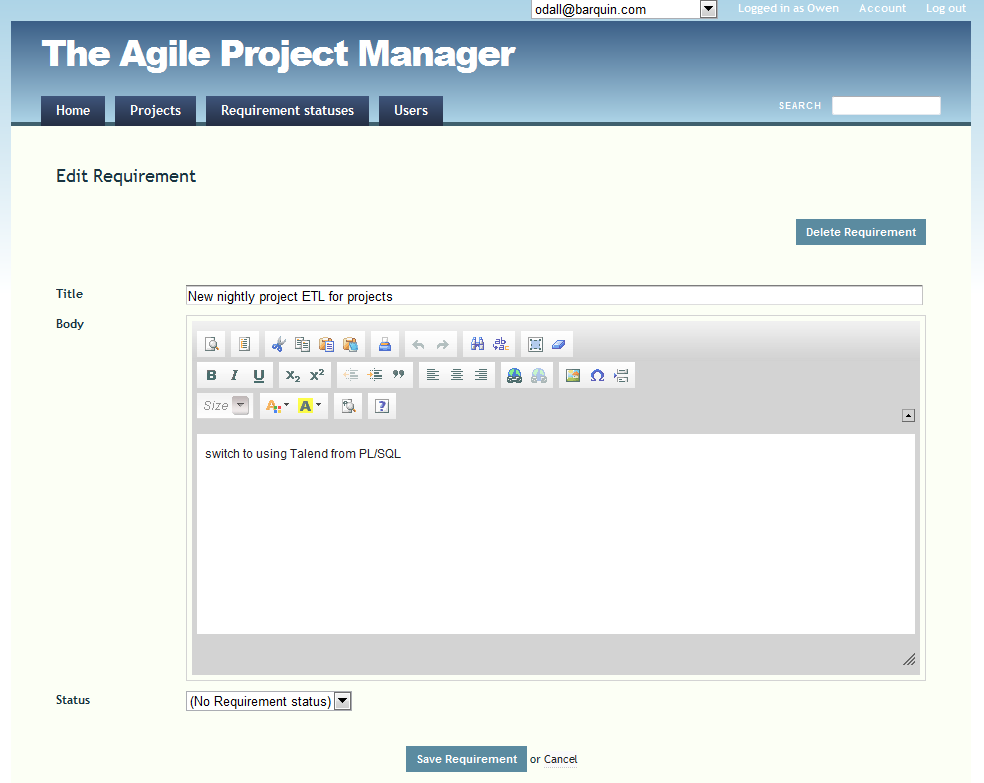 odall@barquin.com Logged in as Owen Account Log out
The Agile Project Manager
Home Projects Requirement statuses Users SEARCH
Edit Requirement
Delete Requirement
Title New nightly project ETL for projects
Body
B I U X₂ X² ”
Size A A ?
switch to using Talend from PL/SQL
Status (No Requirement status)
Save Requirement or Cancel